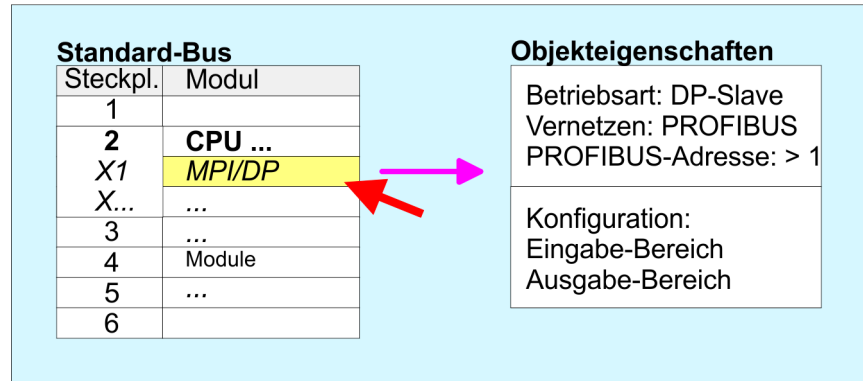 Standard-Bus
Steckpl. Modul
1
2 CPU ...
X1 MPI/DP
X... ...
3 ...
4 Module
5 ...
6
Objekteigenschaften
Betriebsart: DP-Slave
Vernetzen: PROFIBUS
PROFIBUS-Adresse: > 1
Konfiguration:
Eingabe-Bereich
Ausgabe-Bereich